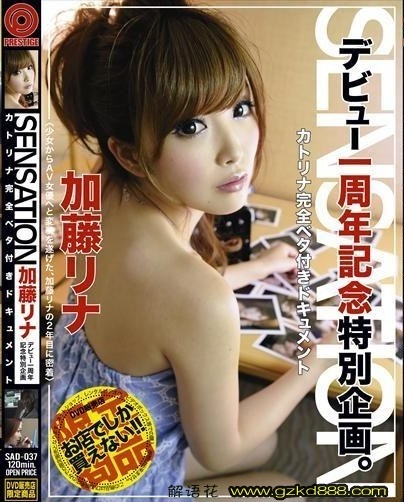 PRESTIGE
SENSATION
カトリナ完全ベタ付きドキュメント
加藤リナ
デビュー一周年
記念特別企画
SAD-037
120min.
OPEN PRICE
DVD販売店
限定商品
SENSATION
デビュー一周年記念特別企画。
カトリナ完全ベタ付きドキュメント
加藤リナ
〈少女からAV女優へと変貌を遂げた、加藤リナの2年目に密着〉
DVD販売店
お店でしか
買えない!!
解语花
www.gzkd888.com